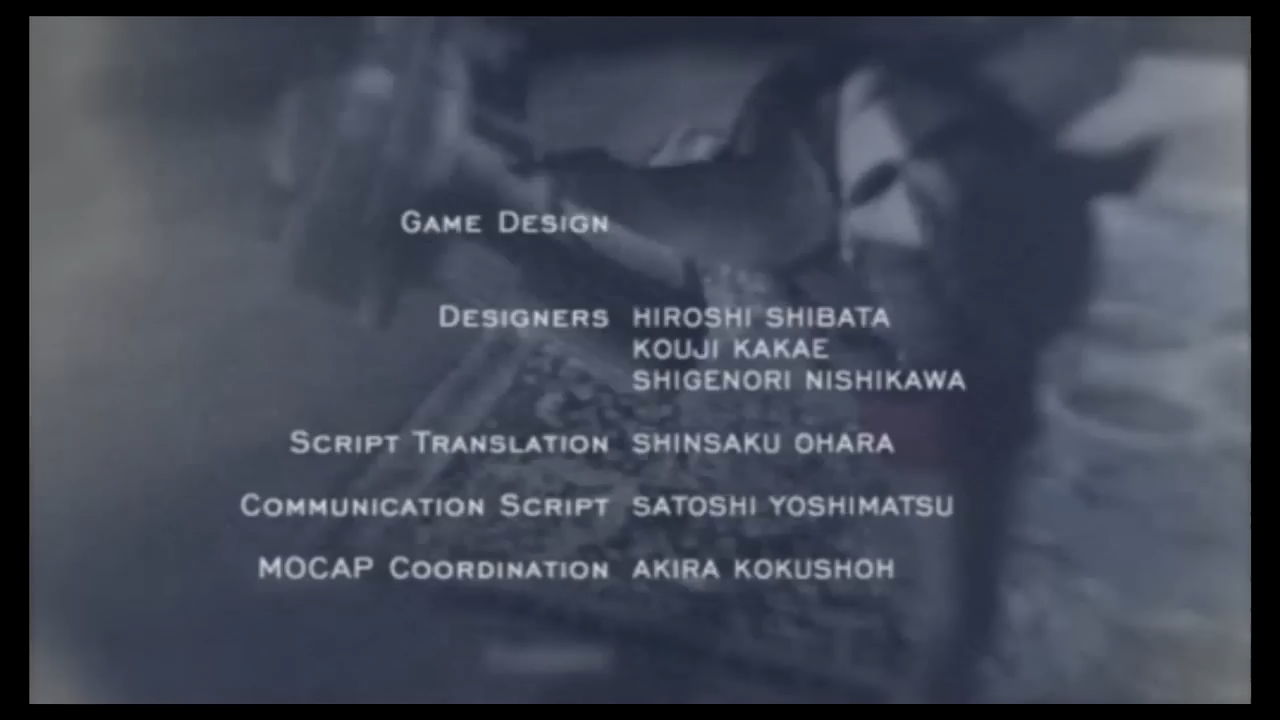 GAME DESIGN
DESIGNERS HIROSHI SHIBATA
KOUJI KAKAE
SHIGENORI NISHIKAWA
SCRIPT TRANSLATION SHINSAKU OHARA
COMMUNICATION SCRIPT SATOSHI YOSHIMATSU
MOCAP COORDINATION AKIRA KOKUSHOH